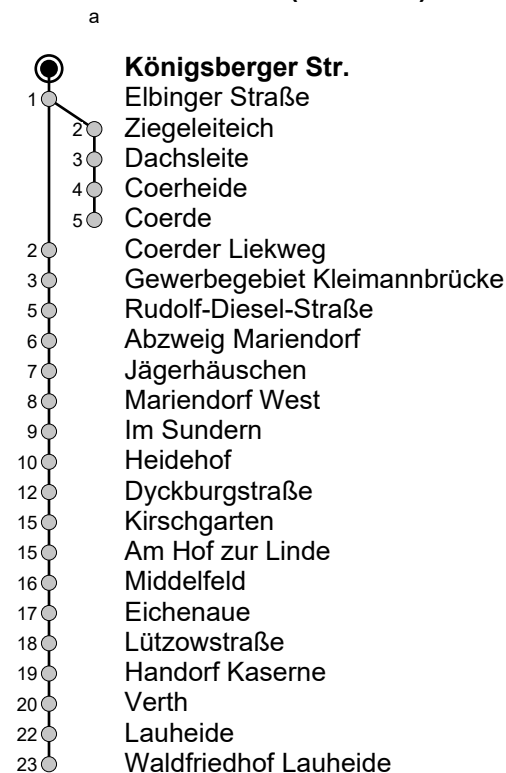 a
Königsberger Str.
1 Elbinger Straße
2 Ziegeleiteich
3 Dachsleite
4 Coerheide
5 Coerde
2 Coerder Liekweg
3 Gewerbegebiet Kleimannbrücke
5 Rudolf-Diesel-Straße
6 Abzweig Mariendorf
7 Jägerhäuschen
8 Mariendorf West
9 Im Sundern
10 Heidehof
12 Dyckburgstraße
15 Kirschgarten
15 Am Hof zur Linde
16 Middelfeld
17 Eichenaue
18 Lützowstraße
19 Handorf Kaserne
20 Verth
22 Lauheide
23 Waldfriedhof Lauheide